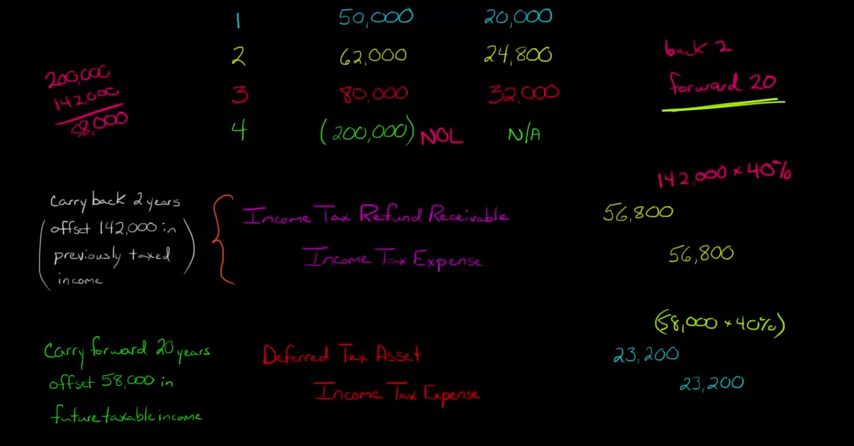 1 50,000 20,000
2 62,000 24,800
3 80,000 32,000
4 (200,000) NOL N/A
200,000
142,000
58,000
back 2
forward 20
142,000 × 40%
Carry back 2 years
offset 142,000 in
previously taxed
income
Income Tax Refund Receivable 56,800
Income Tax Expense 56,800
(58,000 × 40%)
Carry forward 20 years
offset 58,000 in
future taxable income
Deferred Tax Asset 23,200
Income Tax Expense 23,200